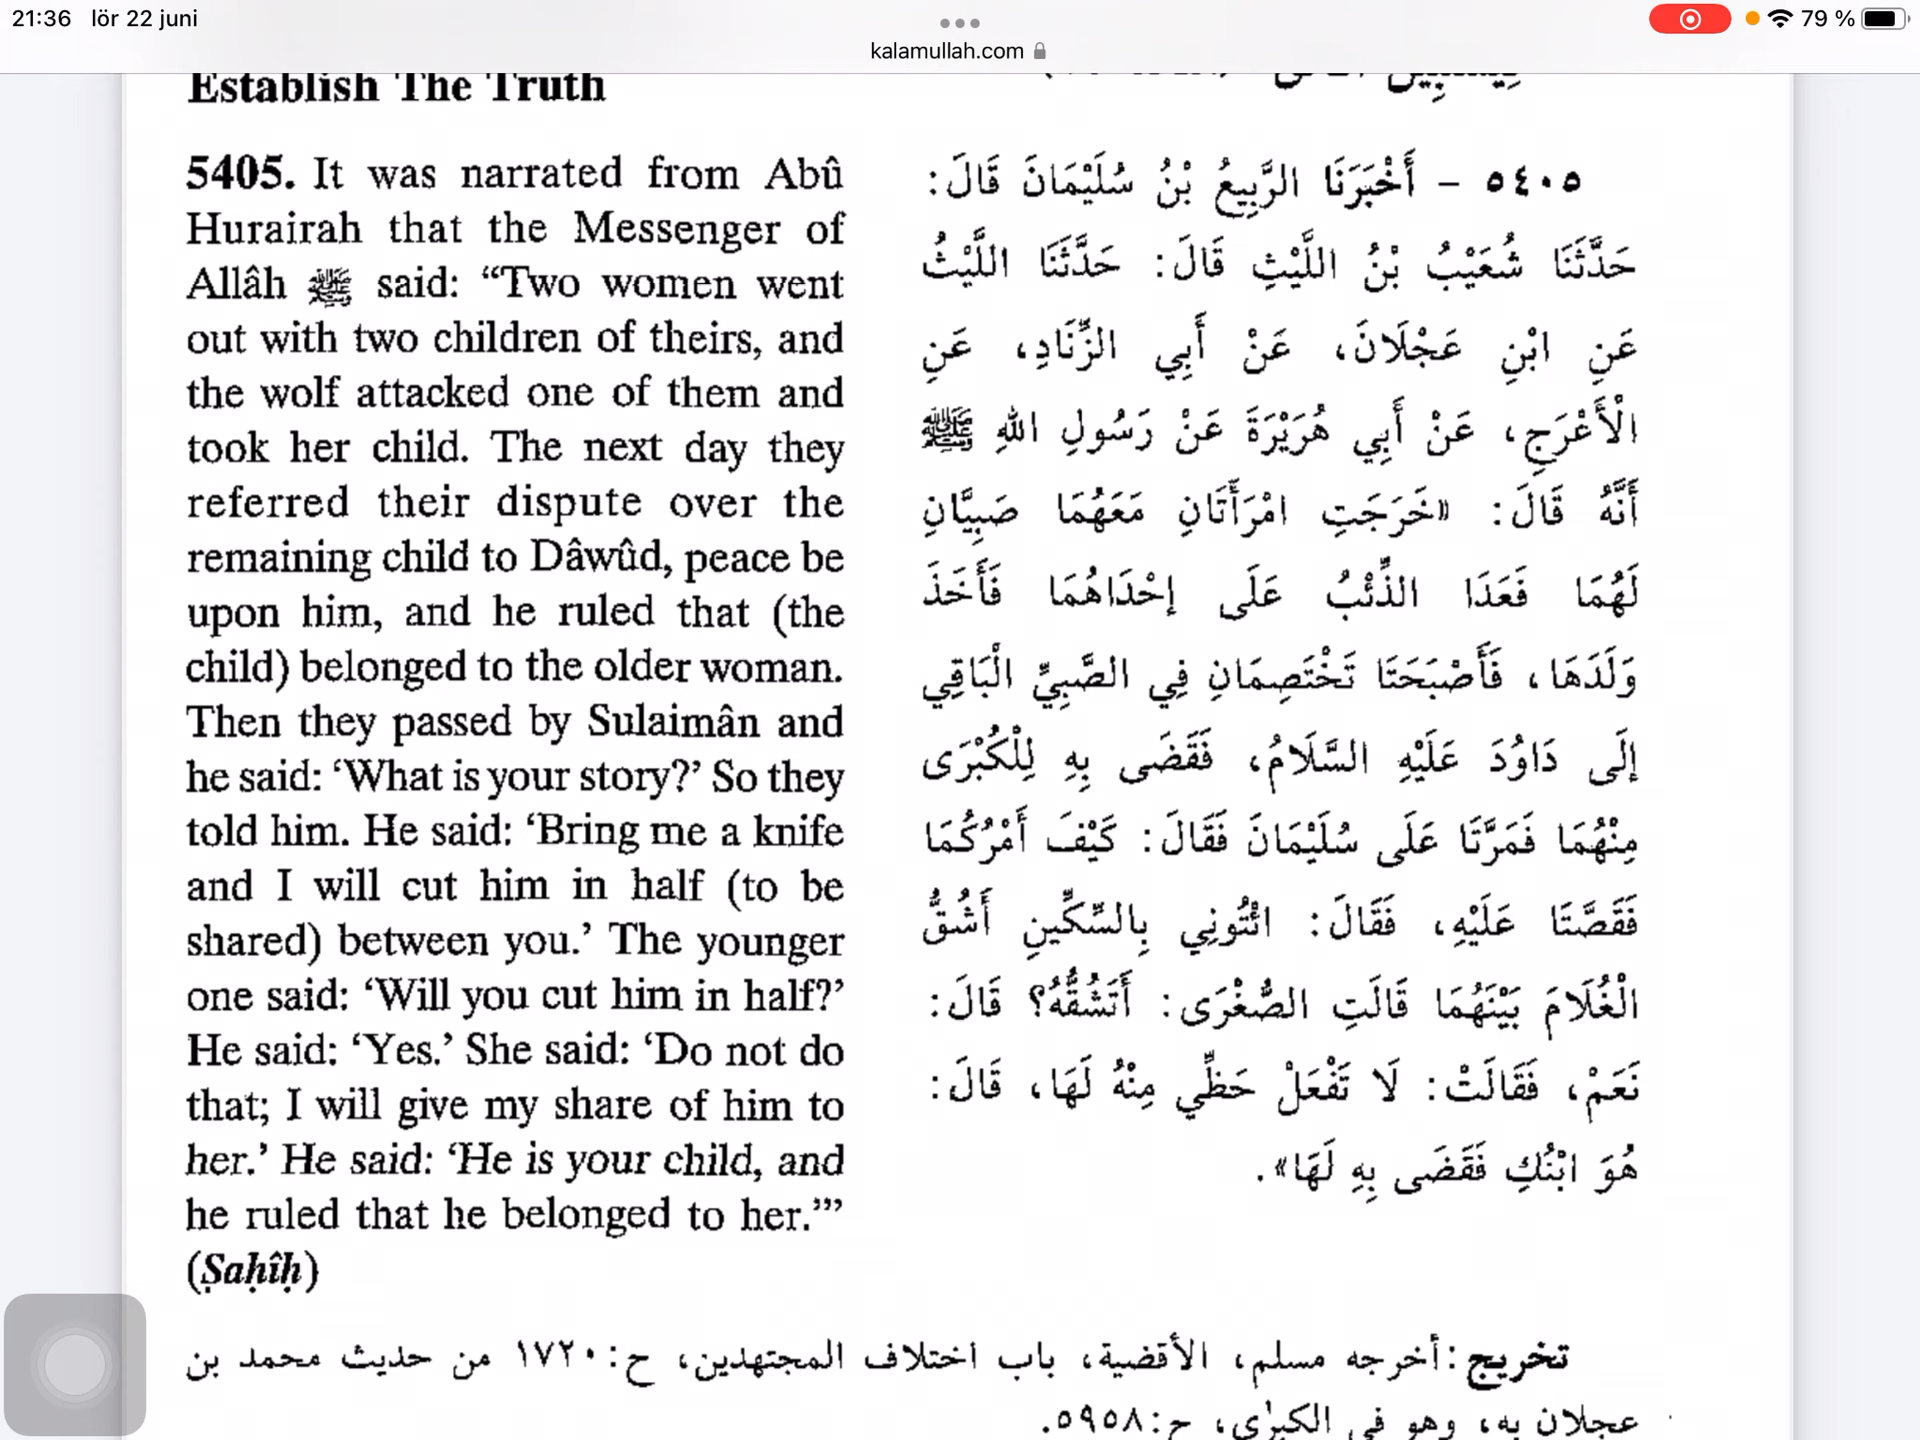 21:36 lör 22 juni
79 %
kalamullah.com
Establish The Truth
5405. It was narrated from Abû
Hurairah that the Messenger of
Allâh ﷺ said: “Two women went
out with two children of theirs, and
the wolf attacked one of them and
took her child. The next day they
referred their dispute over the
remaining child to Dâwûd, peace be
upon him, and he ruled that (the
child) belonged to the older woman.
Then they passed by Sulaimân and
he said: ‘What is your story?’ So they
told him. He said: ‘Bring me a knife
and I will cut him in half (to be
shared) between you.’ The younger
one said: ‘Will you cut him in half?’
He said: ‘Yes.’ She said: ‘Do not do
that; I will give my share of him to
her.’ He said: ‘He is your child, and
he ruled that he belonged to her.’”
(Ṣaḥîḥ)
٥٤٠٥ - أَخْبَرَنَا الرَّبِيعُ بْنُ سُلَيْمَانَ قَالَ:
حَدَّثَنَا شُعَيْبُ بْنُ اللَّيْثِ قَالَ: حَدَّثَنَا اللَّيْثُ
عَنِ ابْنِ عَجْلَانَ، عَنْ أَبِي الزِّنَادِ، عَنِ
الْأَعْرَجِ، عَنْ أَبِي هُرَيْرَةَ عَنْ رَسُولِ اللهِ ﷺ
أَنَّهُ قَالَ: «خَرَجَتِ امْرَأَتَانِ مَعَهُمَا صَبِيَّانِ
لَهُمَا فَعَدَا الذِّئْبُ عَلَى إِحْدَاهُمَا فَأَخَذَ
وَلَدَهَا، فَأَصْبَحَتَا تَخْتَصِمَانِ فِي الصَّبِيِّ الْبَاقِي
إِلَى دَاوُدَ عَلَيْهِ السَّلَامُ، فَقَضَى بِهِ لِلْكُبْرَى
مِنْهُمَا فَمَرَّتَا عَلَى سُلَيْمَانَ فَقَالَ: كَيْفَ أَمْرُكُمَا
فَقَصَّتَا عَلَيْهِ، فَقَالَ: ائْتُونِي بِالسِّكِّينِ أَشُقُّ
الْغُلَامَ بَيْنَهُمَا قَالَتِ الصُّغْرَى: أَتَشُقُّهُ؟ قَالَ:
نَعَمْ، فَقَالَتْ: لَا تَفْعَلْ حَظِّي مِنْهُ لَهَا، قَالَ:
هُوَ ابْنُكِ فَقَضَى بِهِ لَهَا».
تخريج: أخرجه مسلم، الأقضية، باب اختلاف المجتهدين، ح: ١٧٢٠ من حديث محمد بن
عجلان به، وهو في الكبرٰى، ح: ٥٩٥٨.